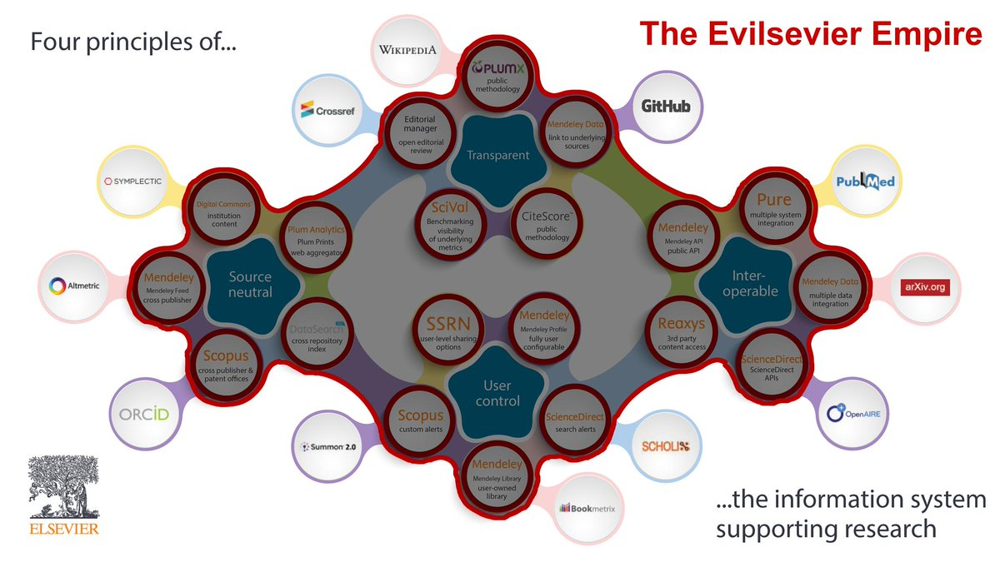 Four principles of...
The Evilsevier Empire
WIKIPEDIA
PLUMX
public
methodology
Crossref
Editorial
manager
open editorial
review
Transparent
Mendeley Data
link to underlying
sources
GitHub
SciVal
Benchmarking
visibility
of underlying
metrics
CiteScore™
public
methodology
SYMPLECTIC
Digital Commons™
institution
content
Plum Analytics
Plum Prints
web aggregator
Altmetric
Mendeley
Mendeley Feed
cross publisher
Source
neutral
DataSearch
cross repository
index
Scopus
cross publisher &
patent offices
ORCID
PubMed
Pure
multiple system
integration
Mendeley
Mendeley API
public API
Inter-
operable
Mendeley Data
multiple data
integration
arXiv.org
Reaxys
3rd party
content access
ScienceDirect
ScienceDirect
APIs
OpenAIRE
SSRN
user-level sharing
options
Mendeley
Mendeley Profile
fully user
configurable
User
control
Scopus
custom alerts
ScienceDirect
search alerts
Summon 2.0
SCHOLIX
Mendeley
Mendeley Library
user-owned
library
Bookmetrix
ELSEVIER
...the information system
supporting research